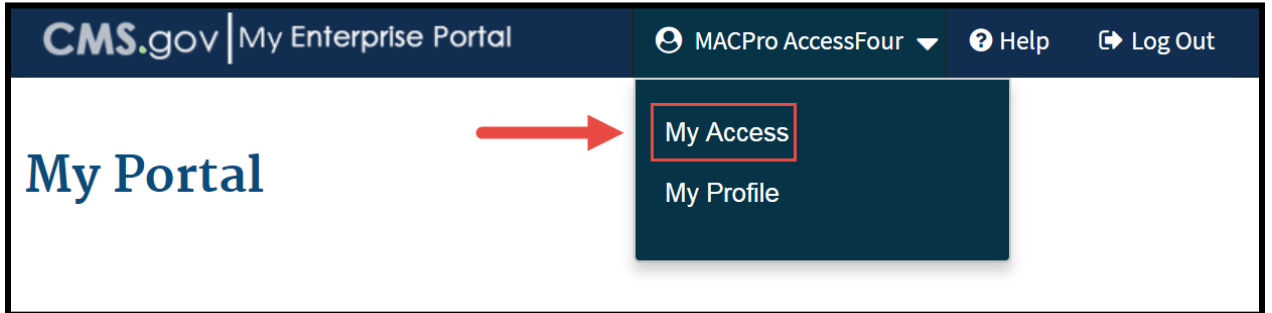 CMS.gov My Enterprise Portal MACPro AccessFour Help Log Out
My Access
My Portal
My Profile